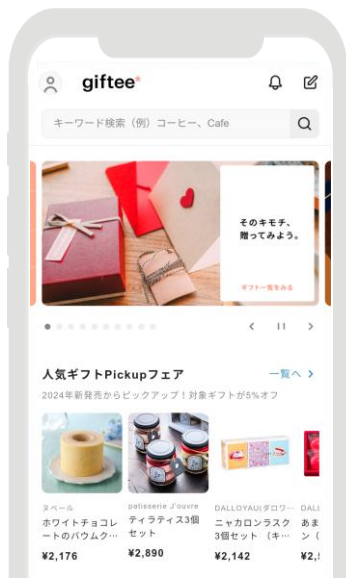 giftee*
キーワード検索（例）コーヒー、Cafe
そのキモチ、
贈ってみよう。
ギフト一覧をみる
人気ギフトPickupフェア
一覧へ
2024年新発売からピックアップ！対象ギフトが5%オフ
ヌベール
ホワイトチョコレ
ートのバウムク…
¥2,176
patisserie J'ouvre
ティラティス3個
セット
¥2,890
DALLOYAU(ダロワ…
ニャカロンラスク
3個セット （キ…
¥2,142
DALL
あま
ン（
¥2,